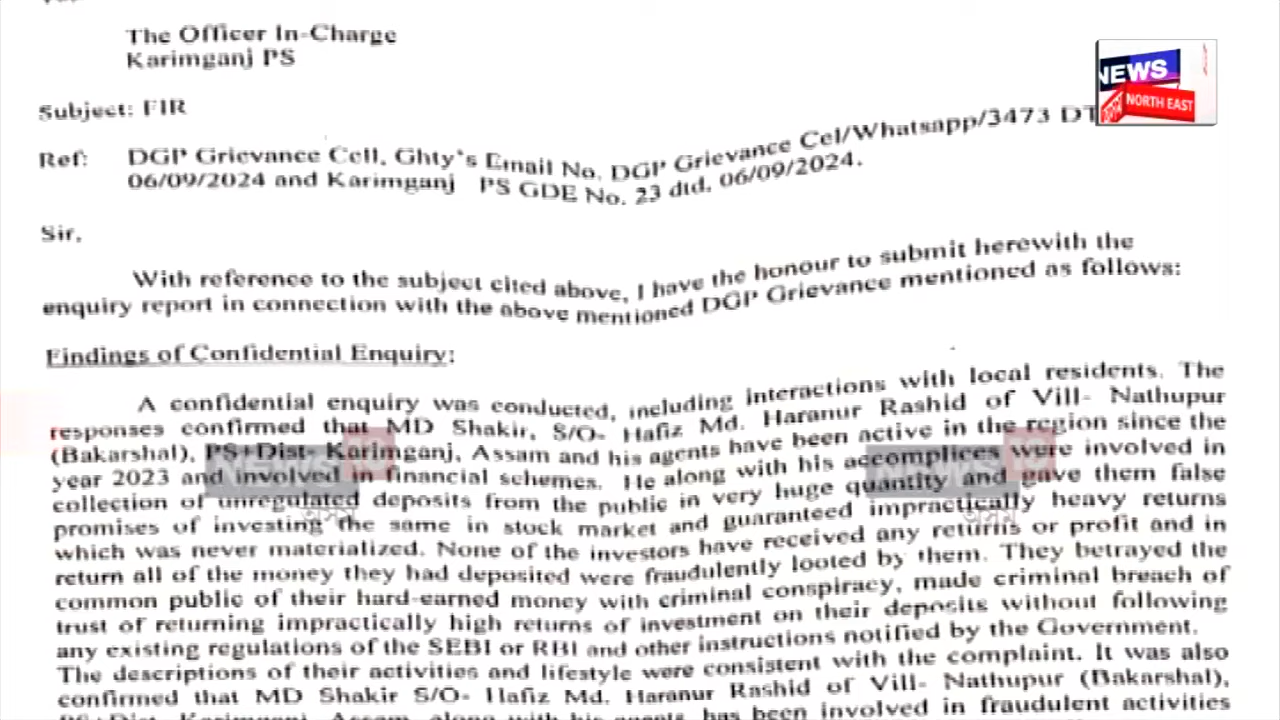 The Officer In-Charge
Karimganj PS
NEWS
NORTH EAST
Subject: FIR
Ref: DGP Grievance Cell, Ghty's Email No. DGP Grievance Cel/Whatsapp/3473 DT
06/09/2024 and Karimganj PS GDE No. 23 dtd. 06/09/2024.
Sir,
With reference to the subject cited above, I have the honour to submit herewith the
enquiry report in connection with the above mentioned DGP Grievance mentioned as follows:
Findings of Confidential Enquiry:
A confidential enquiry was conducted, including interactions with local residents. The
responses confirmed that MD Shakir, S/O- Hafiz Md. Haranur Rashid of Vill- Nathupur
(Bakarshal), PS+Dist- Karimganj, Assam and his agents have been active in the region since the
year 2023 and involved in financial schemes. He along with his accomplices were involved in
collection of unregulated deposits from the public in very huge quantity and gave them false
promises of investing the same in stock market and guaranteed impractically heavy returns
which was never materialized. None of the investors have received any returns or profit and in
return all of the money they had deposited were fraudulently looted by them. They betrayed the
common public of their hard-earned money with criminal conspiracy, made criminal breach of
trust of returning impractically high returns of investment on their deposits without following
any existing regulations of the SEBI or RBI and other instructions notified by the Government.
The descriptions of their activities and lifestyle were consistent with the complaint. It was also
confirmed that MD Shakir S/O- Hafiz Md. Haranur Rashid of Vill- Nathupur (Bakarshal),
PS+Dist- Karimganj, Assam, along with his agents, has been involved in fraudulent activities